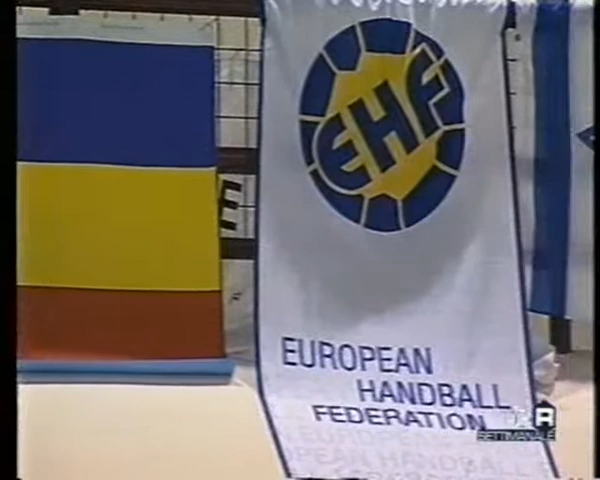 EHF
E
EUROPEAN
HANDBALL
FEDERATION
SETTIMANALE